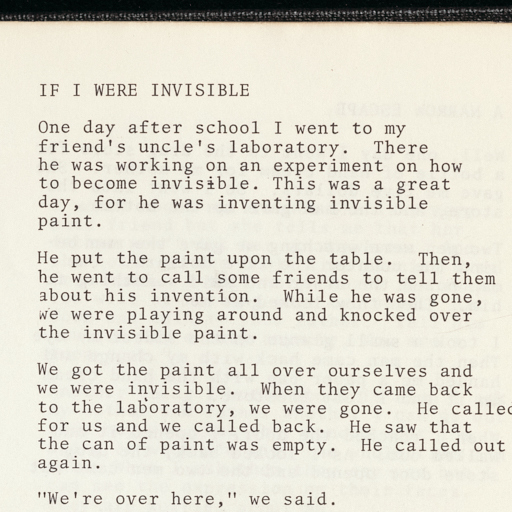 IF I WERE INVISIBLE
One day after school I went to my
friend's uncle's laboratory. There
he was working on an experiment on how
to become invisible. This was a great
day, for he was inventing invisible
paint.
He put the paint upon the table. Then,
he went to call some friends to tell them
about his invention. While he was gone,
we were playing around and knocked over
the invisible paint.
We got the paint all over ourselves and
we were invisible. When they came back
to the laboratory, we were gone. He called
for us and we called back. He saw that
the can of paint was empty. He called out
again.
"We're over here," we said.